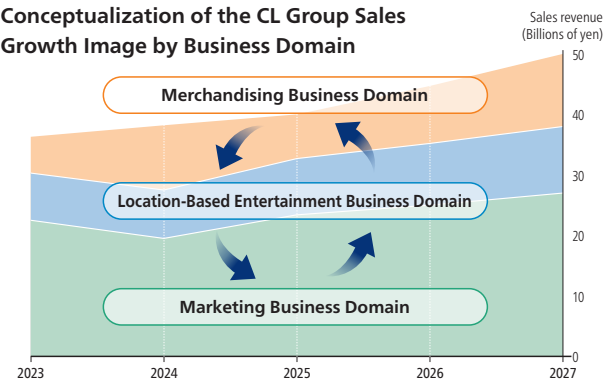 Conceptualization of the CL Group Sales
Growth Image by Business Domain
Sales revenue
(Billions of yen)
50
Merchandising Business Domain
40
30
Location-Based Entertainment Business Domain
20
10
Marketing Business Domain
0
2023
2024
2025
2026
2027